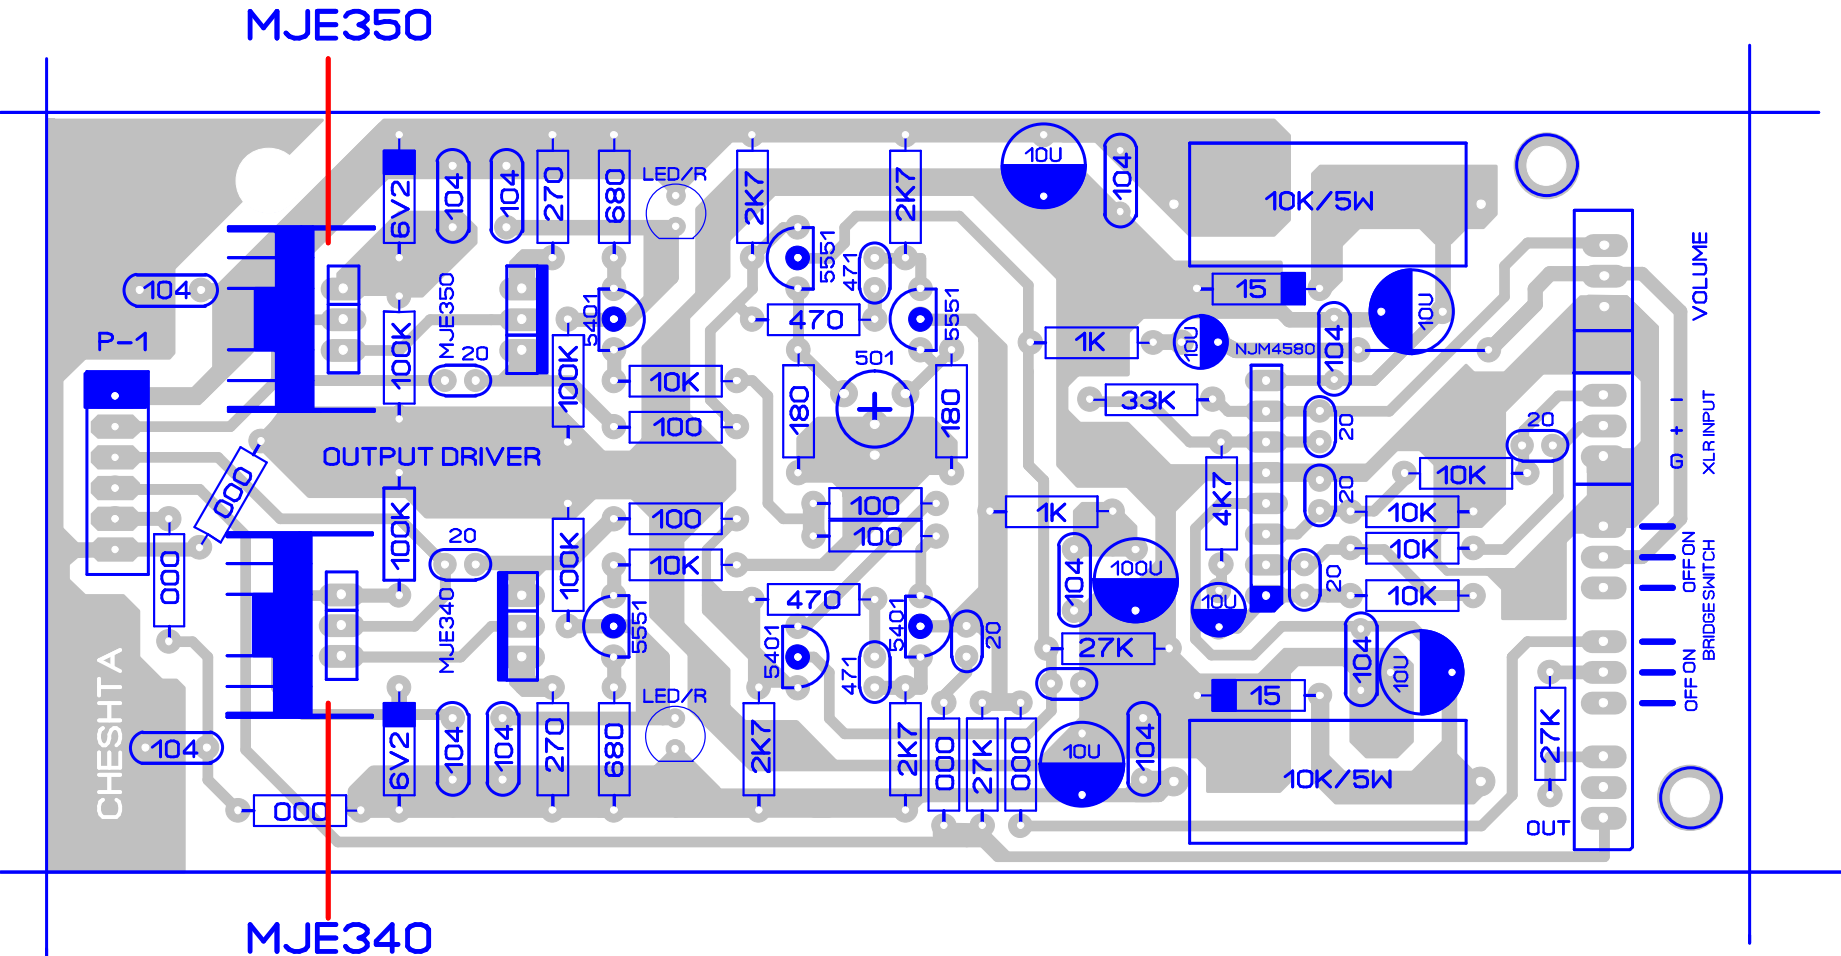 MJE350
10U
104
10K/5W
LED/R
6V2
104
104
270
680
2K7
2K7
5551
471
VOLUME
104
15
10U
MJE350
5401
470
5551
P-1
1K
10U
NJM4580
104
20
100K
100K
10K
501
180
180
33K
20
20
- + G
XLR INPUT
100
OUTPUT DRIVER
10K
000
100K
20
100
100
100
1K
4K7
20
10K
10K
OFF ON
BRIDGE SWITCH
000
20
100K
10K
104
100U
10U
20
10K
MJE340
5551
470
5401
5401
20
27K
104
10U
471
OFF ON
CHESHT A
LED/R
15
104
6V2
104
104
270
680
2K7
2K7
000
27K
000
10U
104
10K/5W
27K
000
OUT
MJE340